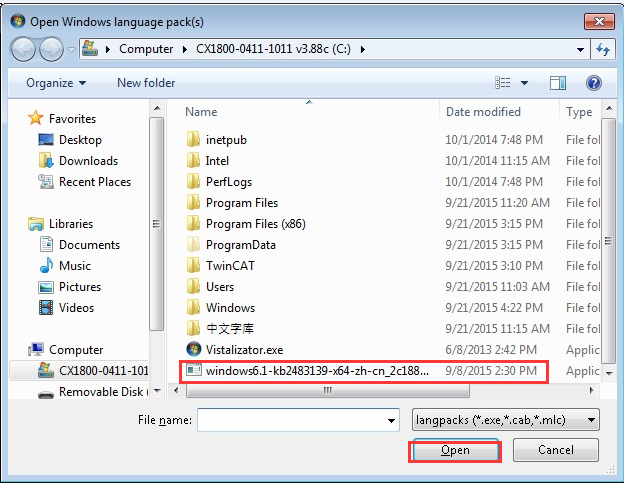 Open Windows language pack(s)
Computer CX1800-0411-1011 v3.88c (C:)
Organize New folder
Name Date modified Type
Favorites
Desktop
Downloads
Recent Places
Libraries
Documents
Music
Pictures
Videos
Computer
CX1800-0411-101
Removable Disk (
inetpub 10/1/2014 7:48 PM File fol
Intel 10/1/2014 11:15 AM File fol
PerfLogs 10/1/2014 7:48 PM File fol
Program Files 9/21/2015 11:20 AM File fol
Program Files (x86) 9/21/2015 3:15 PM File fol
ProgramData 9/21/2015 3:15 PM File fol
TwinCAT 9/21/2015 3:10 PM File fol
Users 9/21/2015 11:03 AM File fol
Windows 9/21/2015 4:22 PM File fol
中文字库 9/21/2015 11:15 AM File fol
Vistalizator.exe 6/8/2013 2:42 PM Applic
windows6.1-kb2483139-x64-zh-cn_2c188... 9/8/2015 2:30 PM Applic
File name: langpacks (*.exe,*.cab,*.mlc)
Open Cancel